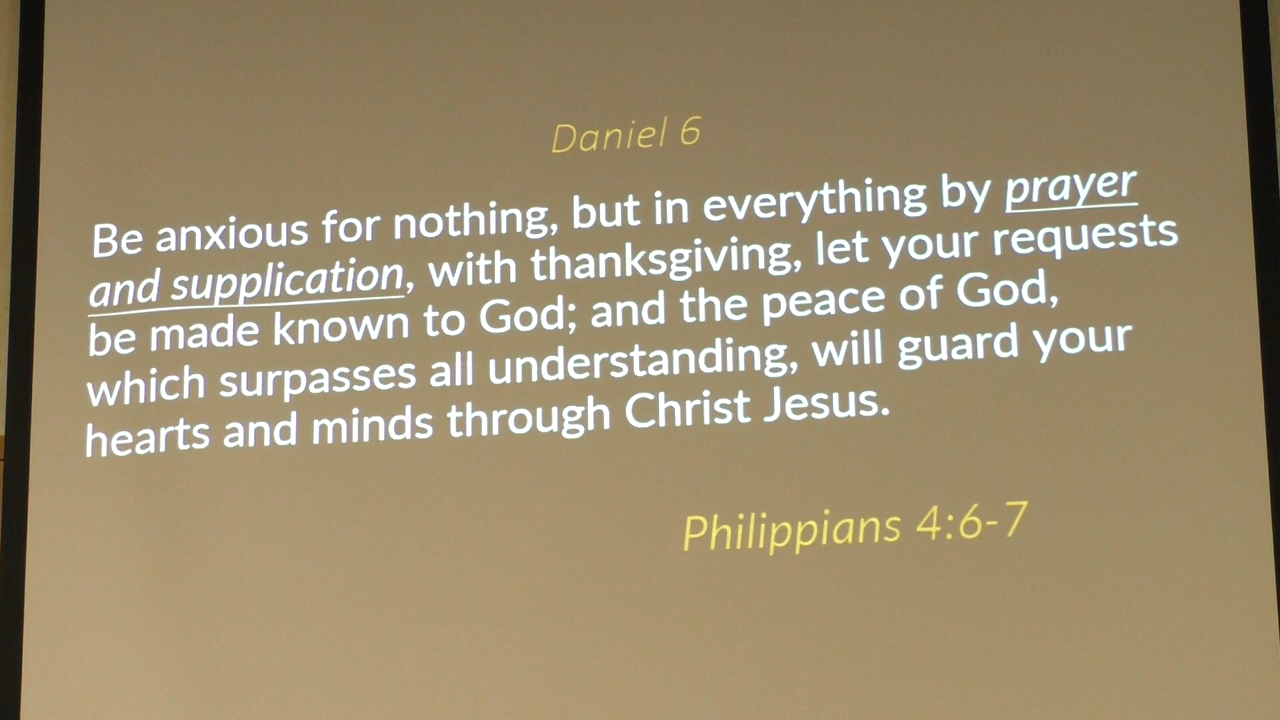 Daniel 6
Be anxious for nothing, but in everything by prayer
and supplication, with thanksgiving, let your requests
be made known to God; and the peace of God,
which surpasses all understanding, will guard your
hearts and minds through Christ Jesus.
Philippians 4:6-7